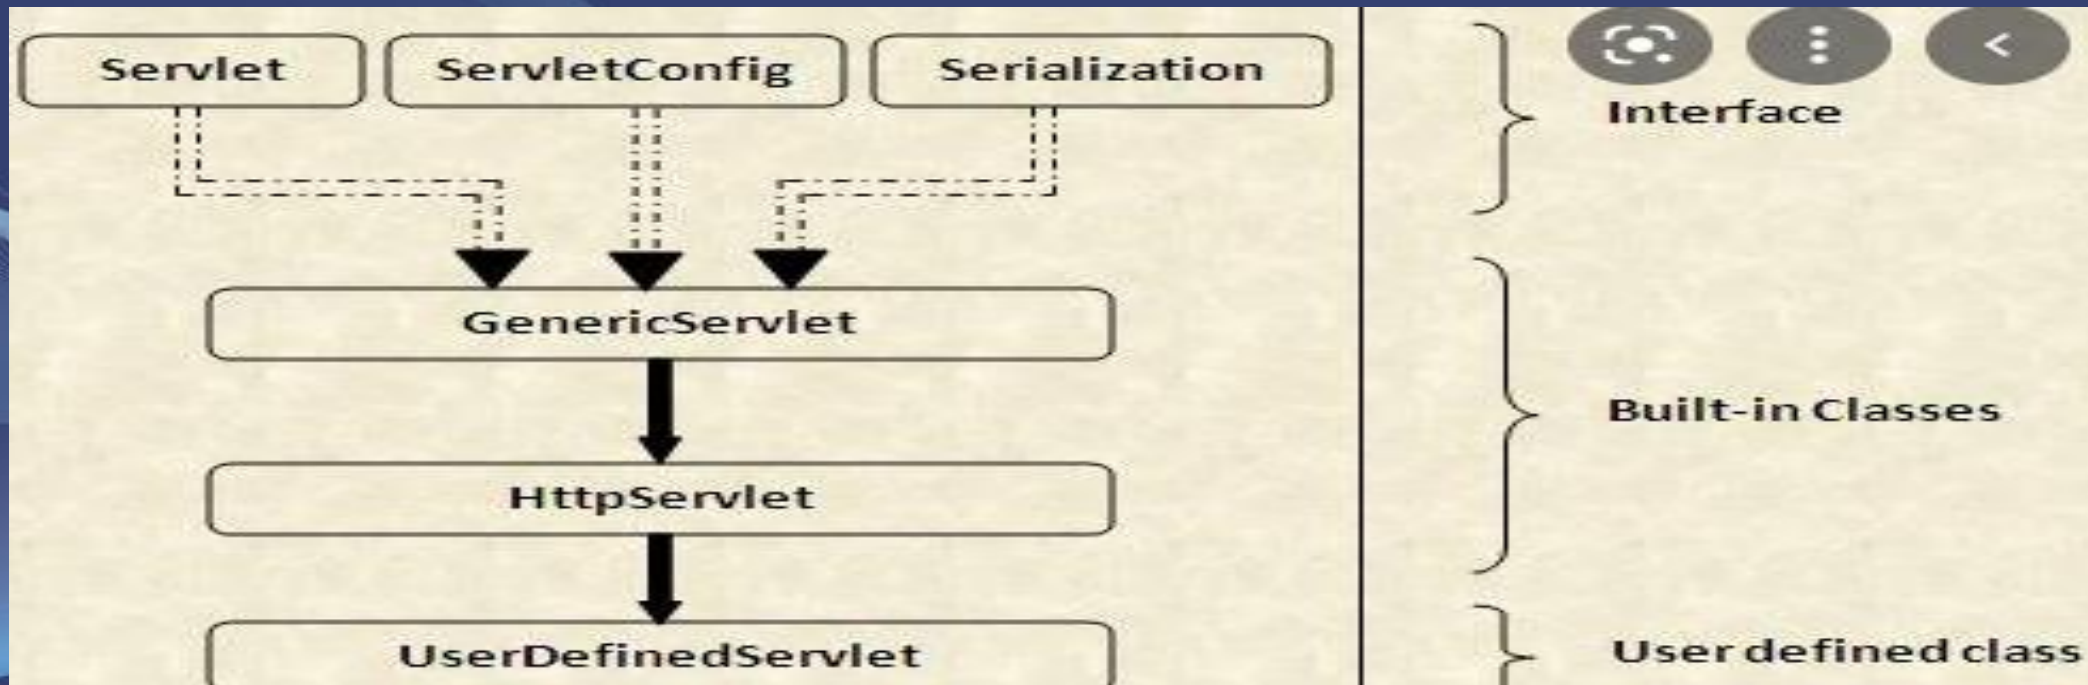 Servlet ServletConfig Serialization
Interface
GenericServlet
Built-in Classes
HttpServlet
UserDefinedServlet
User defined class